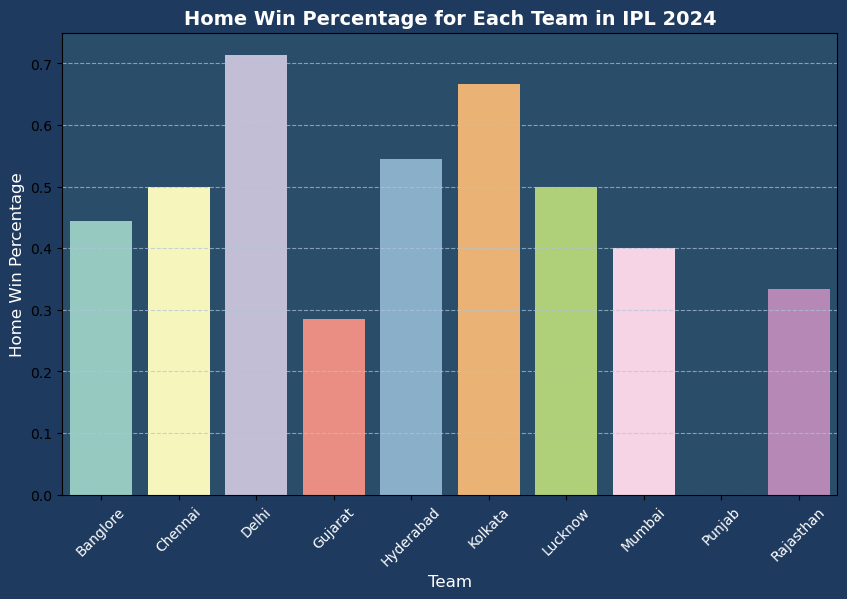 Home Win Percentage for Each Team in IPL 2024
Home Win Percentage
0.7
0.6
0.5
0.4
0.3
0.2
0.1
0.0
Banglore
Chennai
Delhi
Gujarat
Hyderabad
Kolkata
Lucknow
Mumbai
Punjab
Rajasthan
Team